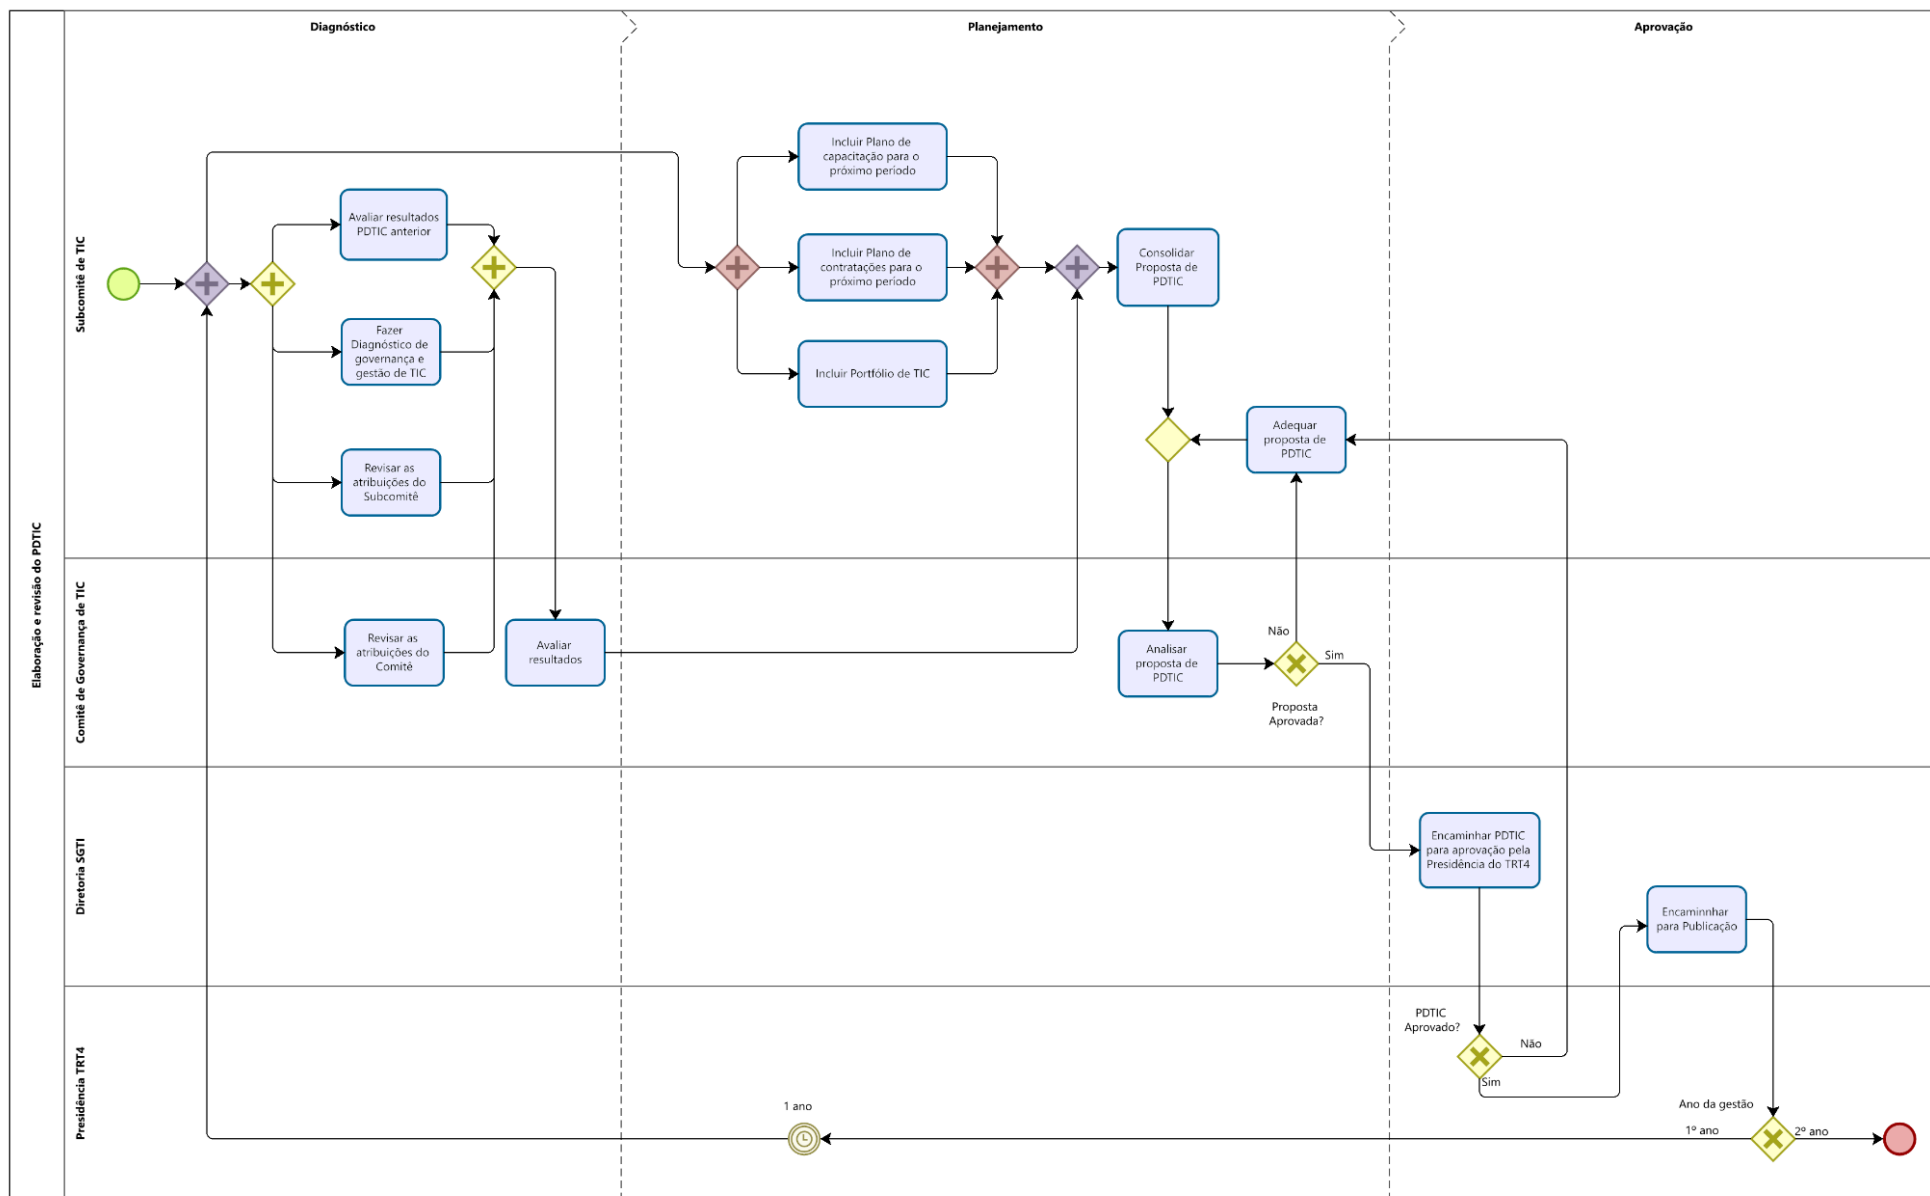 Diagnóstico
Planejamento
Aprovação
Elaboração e revisão do PDTIC
Subcomitê de TIC
Avaliar resultados
PDTIC anterior
Fazer
Diagnóstico de
governança e
gestão de TIC
Revisar as
atribuições do
Subcomitê
Incluir Plano de
capacitação para o
próximo período
Incluir Plano de
contratações para o
próximo período
Incluir Portfólio de TIC
Consolidar
Proposta de
PDTIC
Adequar
proposta de
PDTIC
Comitê de Governança de TIC
Revisar as
atribuições do
Comitê
Avaliar
resultados
Analisar
proposta de
PDTIC
Não
Sim
Proposta
Aprovada?
Diretoria SGTI
Encaminhar PDTIC
para aprovação pela
Presidência do TRT4
Encaminnhar
para Publicação
Presidência TRT4
PDTIC
Aprovado?
Não
Sim
1 ano
Ano da gestão
1º ano
2º ano